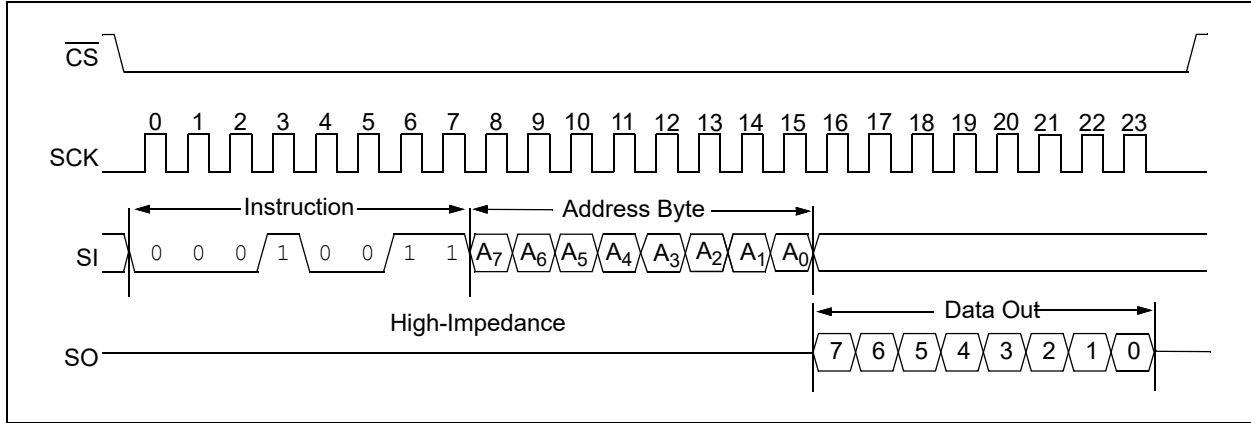 CS
0 1 2 3 4 5 6 7 8 9 10 11 12 13 14 15 16 17 18 19 20 21 22 23
SCK
Instruction Address Byte
SI 0 0 0 1 0 0 1 1 A7 A6 A5 A4 A3 A2 A1 A0
Data Out
High-Impedance
SO 7 6 5 4 3 2 1 0